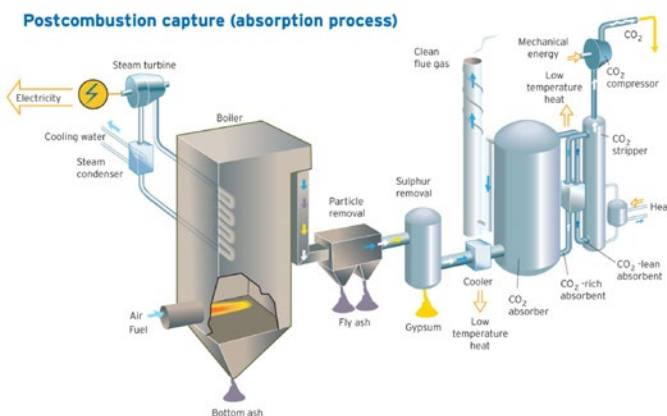 Postcombustion capture (absorption process)
Steam turbine
Electricity
Cooling water
Steam
condenser
Boiler
Air
Fuel
Bottom ash
Particle
removal
Fly ash
Sulphur
removal
Gypsum
Clean
flue gas
Cooler
Low
temperature
heat
CO₂
absorber
Mechanical
energy
Low
temperature
heat
CO₂
CO₂
compressor
CO₂
stripper
CO₂ -lean
absorbent
CO₂ -rich
absorbent